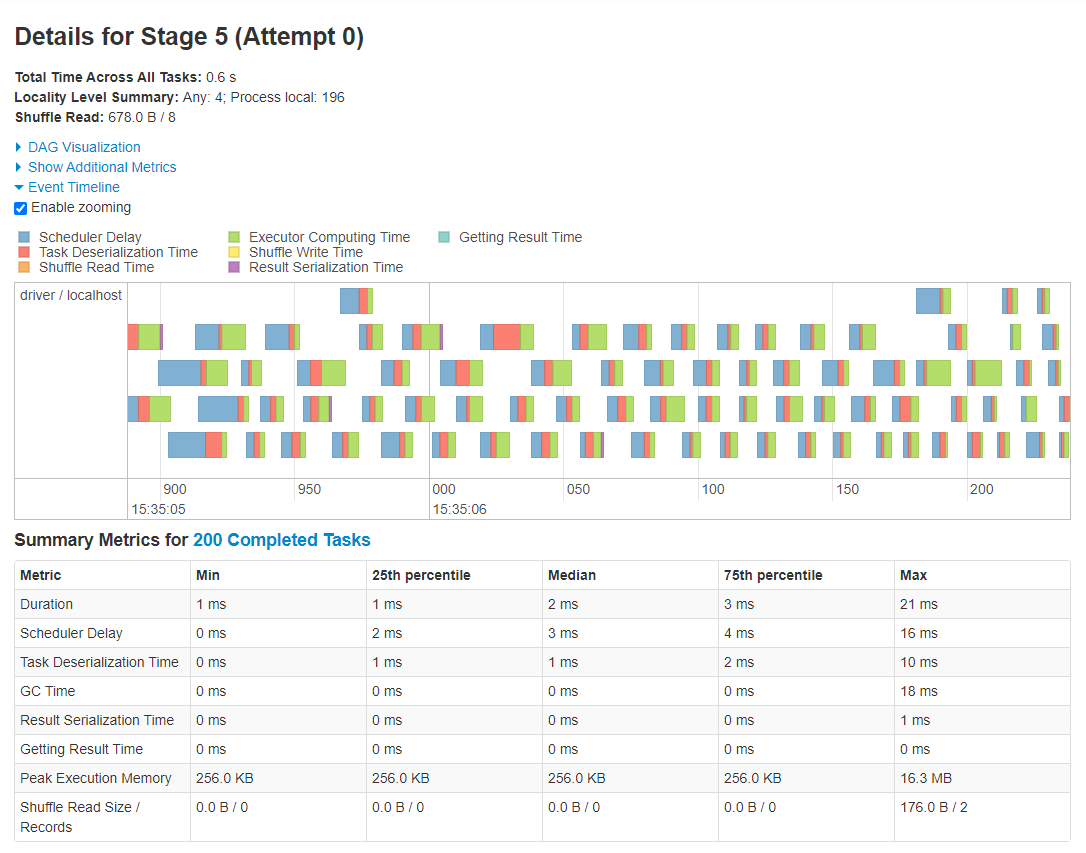 Details for Stage 5 (Attempt 0)
Total Time Across All Tasks: 0.6 s
Locality Level Summary: Any: 4; Process local: 196
Shuffle Read: 678.0 B / 8
DAG Visualization
Show Additional Metrics
Event Timeline
Enable zooming
Scheduler Delay Executor Computing Time Getting Result Time
Task Deserialization Time Shuffle Write Time
Shuffle Read Time Result Serialization Time
driver / localhost
900 950 000 050 100 150 200
15:35:05 15:35:06
Summary Metrics for 200 Completed Tasks
Metric Min 25th percentile Median 75th percentile Max
Duration 1 ms 1 ms 2 ms 3 ms 21 ms
Scheduler Delay 0 ms 2 ms 3 ms 4 ms 16 ms
Task Deserialization Time 0 ms 1 ms 1 ms 2 ms 10 ms
GC Time 0 ms 0 ms 0 ms 0 ms 18 ms
Result Serialization Time 0 ms 0 ms 0 ms 0 ms 1 ms
Getting Result Time 0 ms 0 ms 0 ms 0 ms 0 ms
Peak Execution Memory 256.0 KB 256.0 KB 256.0 KB 256.0 KB 16.3 MB
Shuffle Read Size / 0.0 B / 0 0.0 B / 0 0.0 B / 0 0.0 B / 0 176.0 B / 2
Records